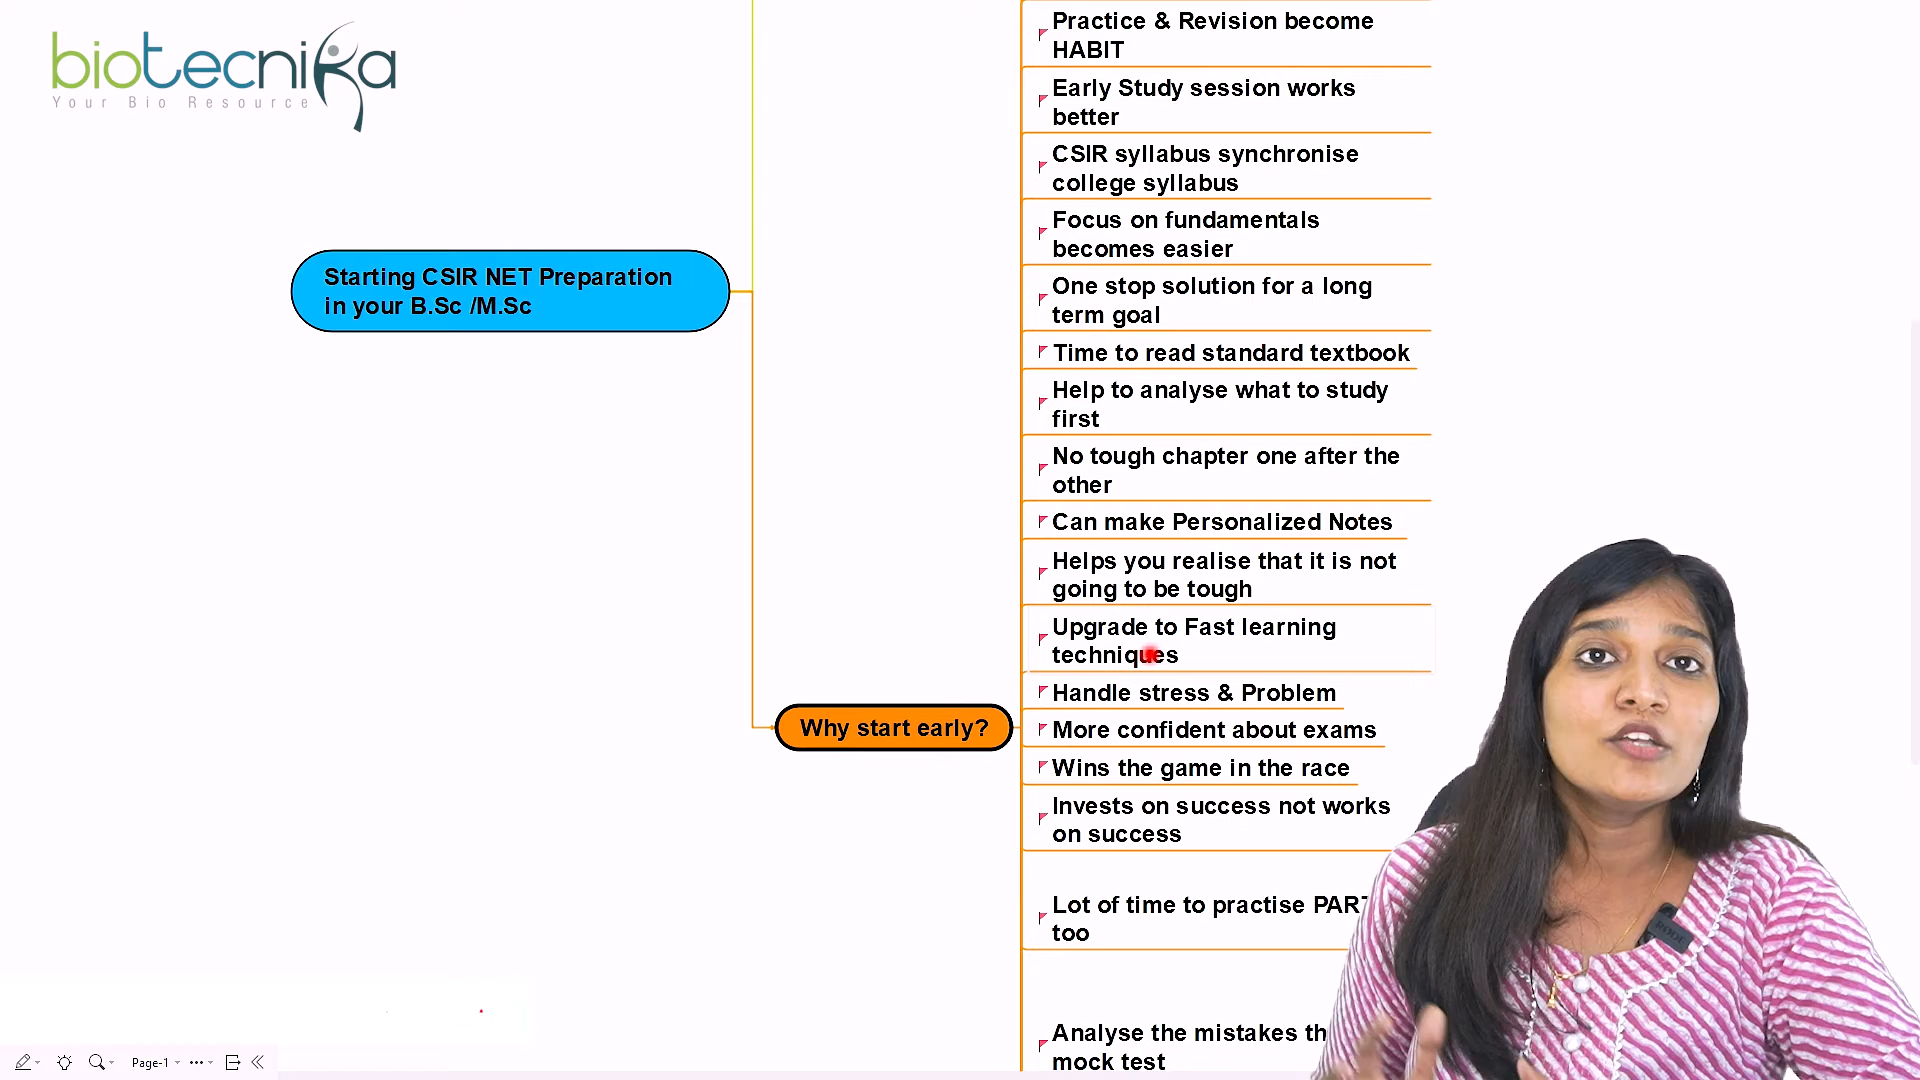 biotecnika
Your Bio Resource
Starting CSIR NET Preparation
in your B.Sc /M.Sc
Why start early?
Practice & Revision become
HABIT
Early Study session works
better
CSIR syllabus synchronise
college syllabus
Focus on fundamentals
becomes easier
One stop solution for a long
term goal
Time to read standard textbook
Help to analyse what to study
first
No tough chapter one after the
other
Can make Personalized Notes
Helps you realise that it is not
going to be tough
Upgrade to Fast learning
techniques
Handle stress & Problem
More confident about exams
Wins the game in the race
Invests on success not works
on success
Lot of time to practise
too
Analyse the mistakes
mock test
RODE
Page-1